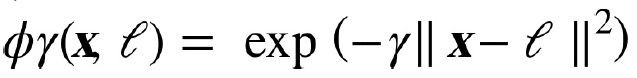 ϕγ(x, ℓ) = exp (−γ‖ x − ℓ ‖²)